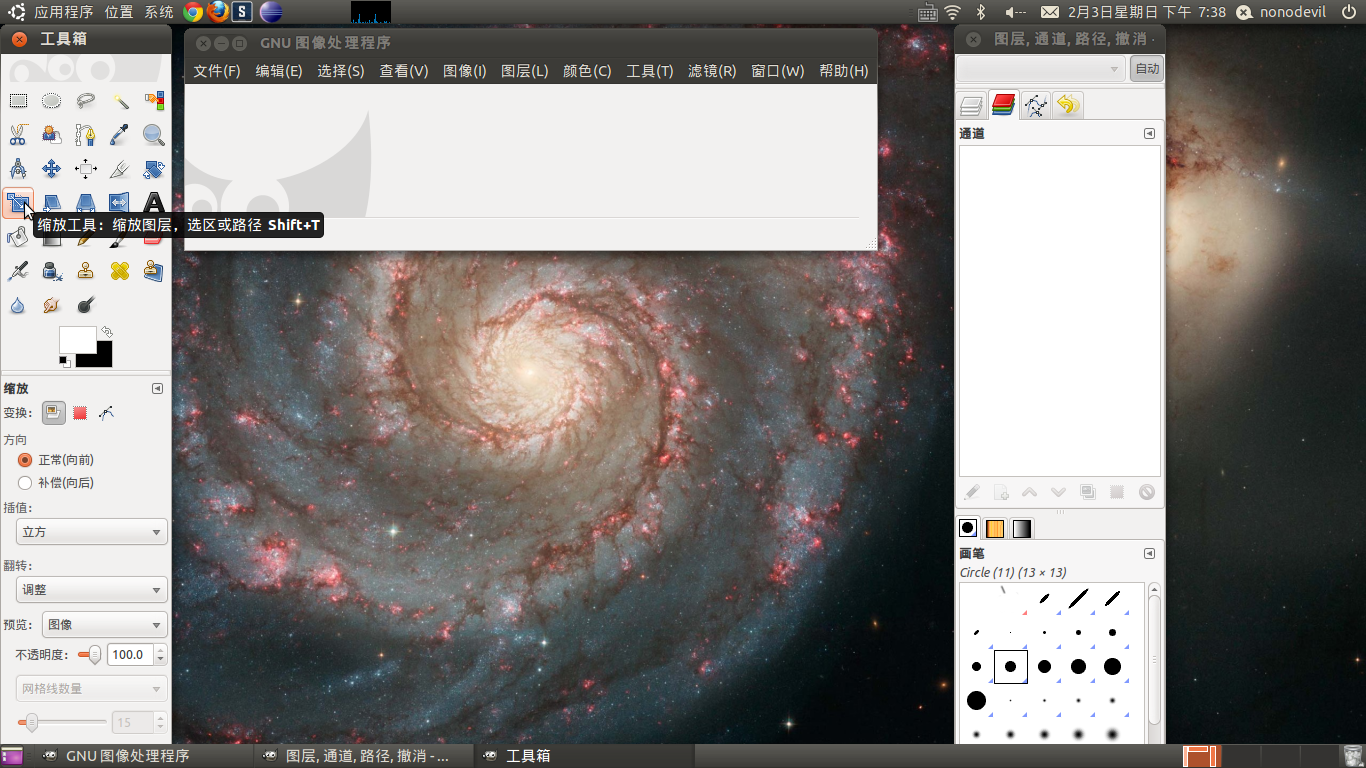 应用程序 位置 系统
2月3日星期日 下午 7:38 nonodevil
工具箱
GNU 图像处理程序
文件(F) 编辑(E) 选择(S) 查看(V) 图像(I) 图层(L) 颜色(C) 工具(T) 滤镜(R) 窗口(W) 帮助(H)
缩放工具：缩放图层，选区或路径 Shift+T
缩放
变换:
方向
正常(向前)
补偿(向后)
插值:
立方
翻转:
调整
预览: 图像
不透明度: 100.0
网格线数量
15
图层, 通道, 路径, 撤消 -
自动
通道
画笔
Circle (11) (13 × 13)
GNU 图像处理程序
图层, 通道, 路径, 撤消 - ...
工具箱